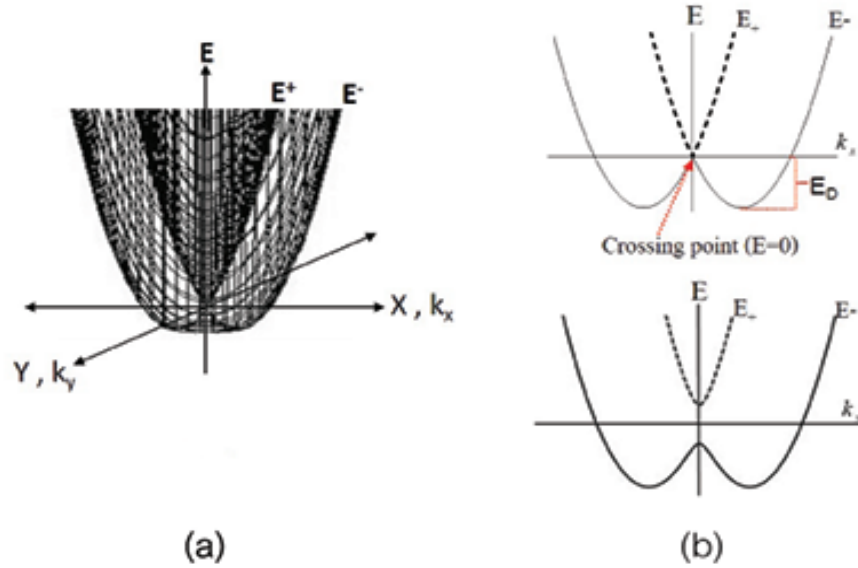 E
E+ E-
X , kx
Y , ky
(a)
E E+ E-
kx
ED
Crossing point (E=0)
E E+ E-
kx
(b)